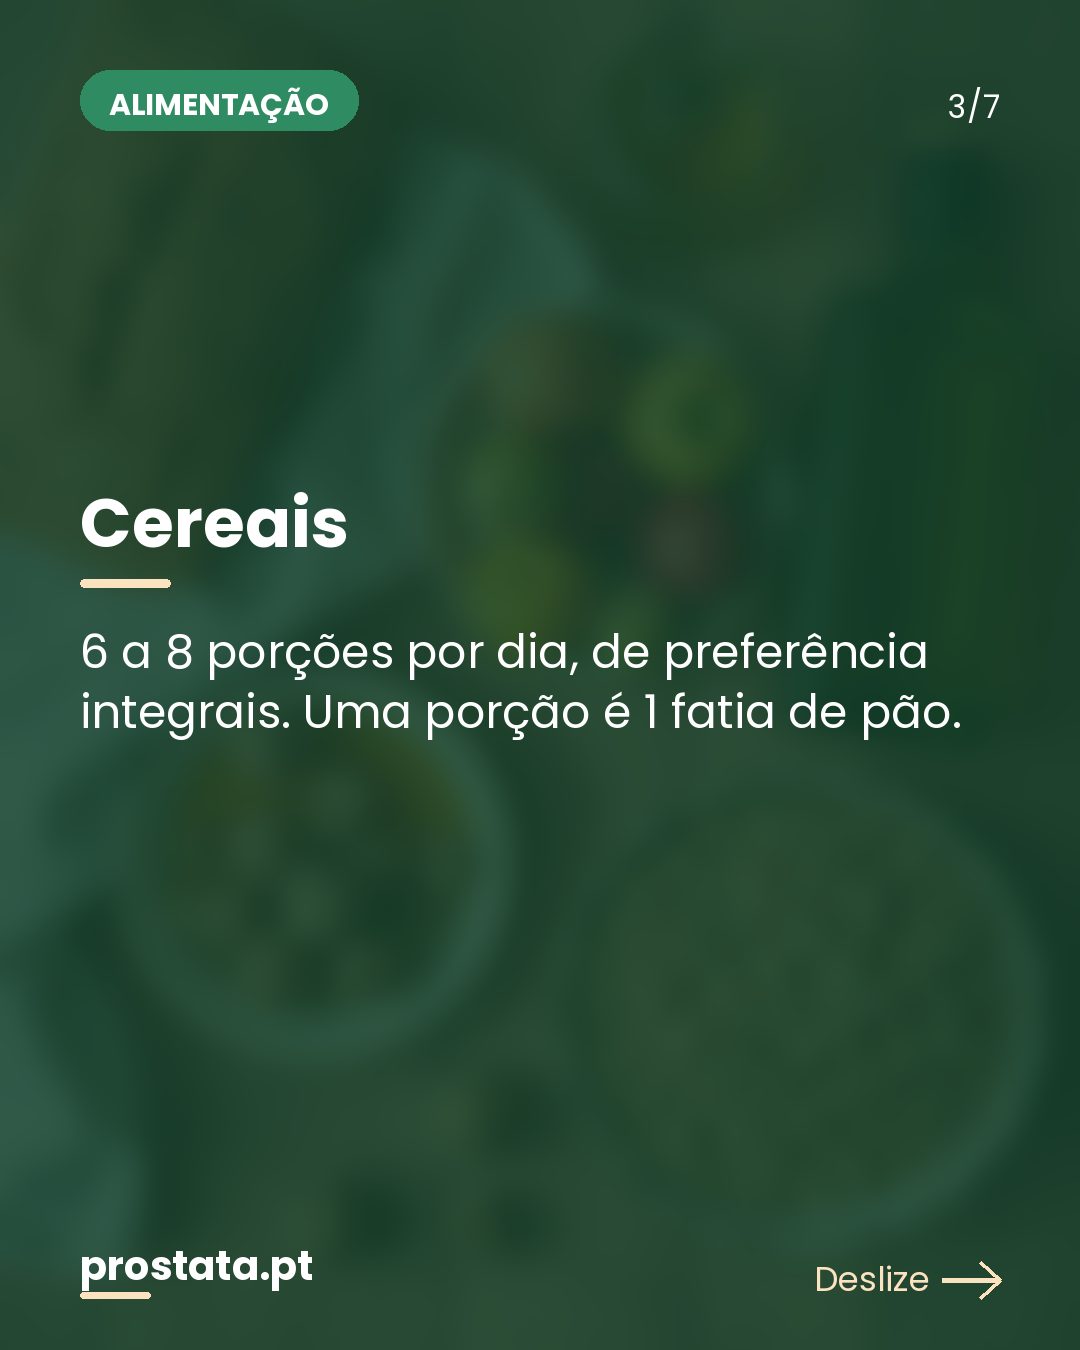 ALIMENTAÇÃO
3/7
Cereais
6 a 8 porções por dia, de preferência
integrais. Uma porção é 1 fatia de pão.
prostata.pt
Deslize